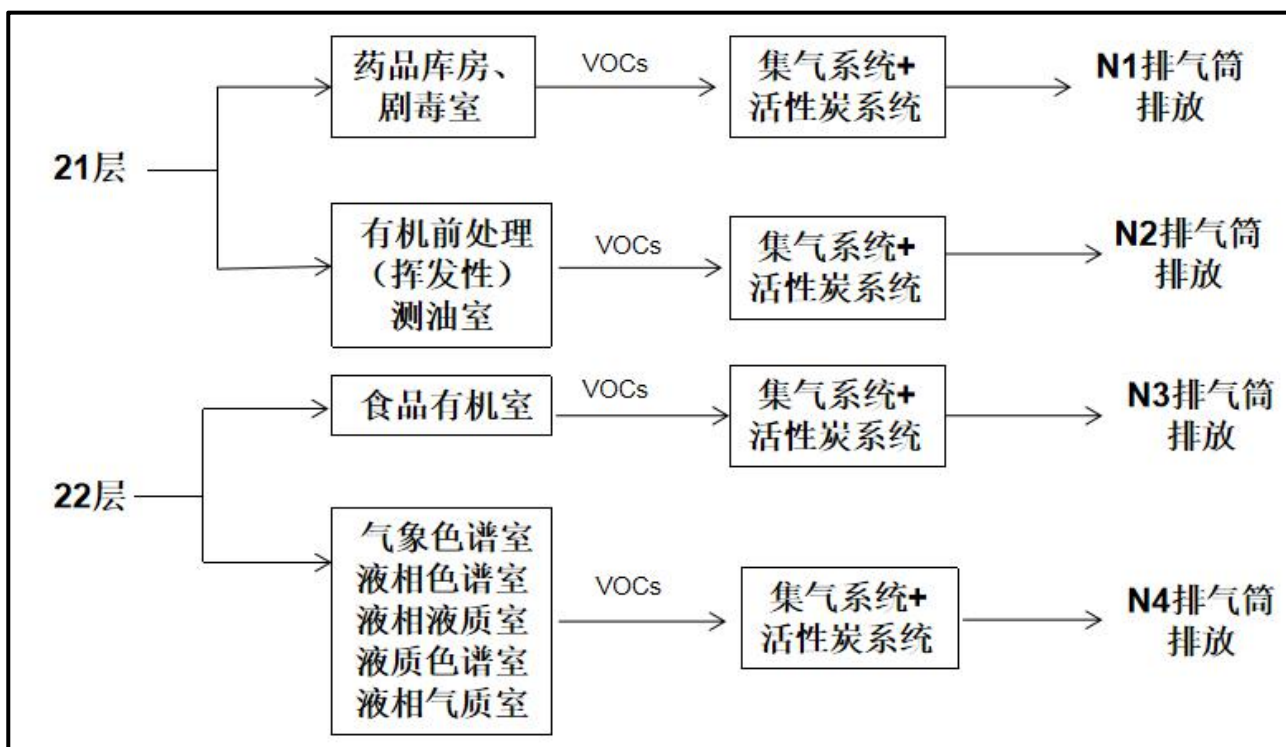 21层
药品库房、
剧毒室
VOCs
集气系统+
活性炭系统
N1排气筒
排放
有机前处理
（挥发性）
测油室
VOCs
集气系统+
活性炭系统
N2排气筒
排放
22层
食品有机室
VOCs
集气系统+
活性炭系统
N3排气筒
排放
气象色谱室
液相色谱室
液相液质室
液质色谱室
液相气质室
VOCs
集气系统+
活性炭系统
N4排气筒
排放